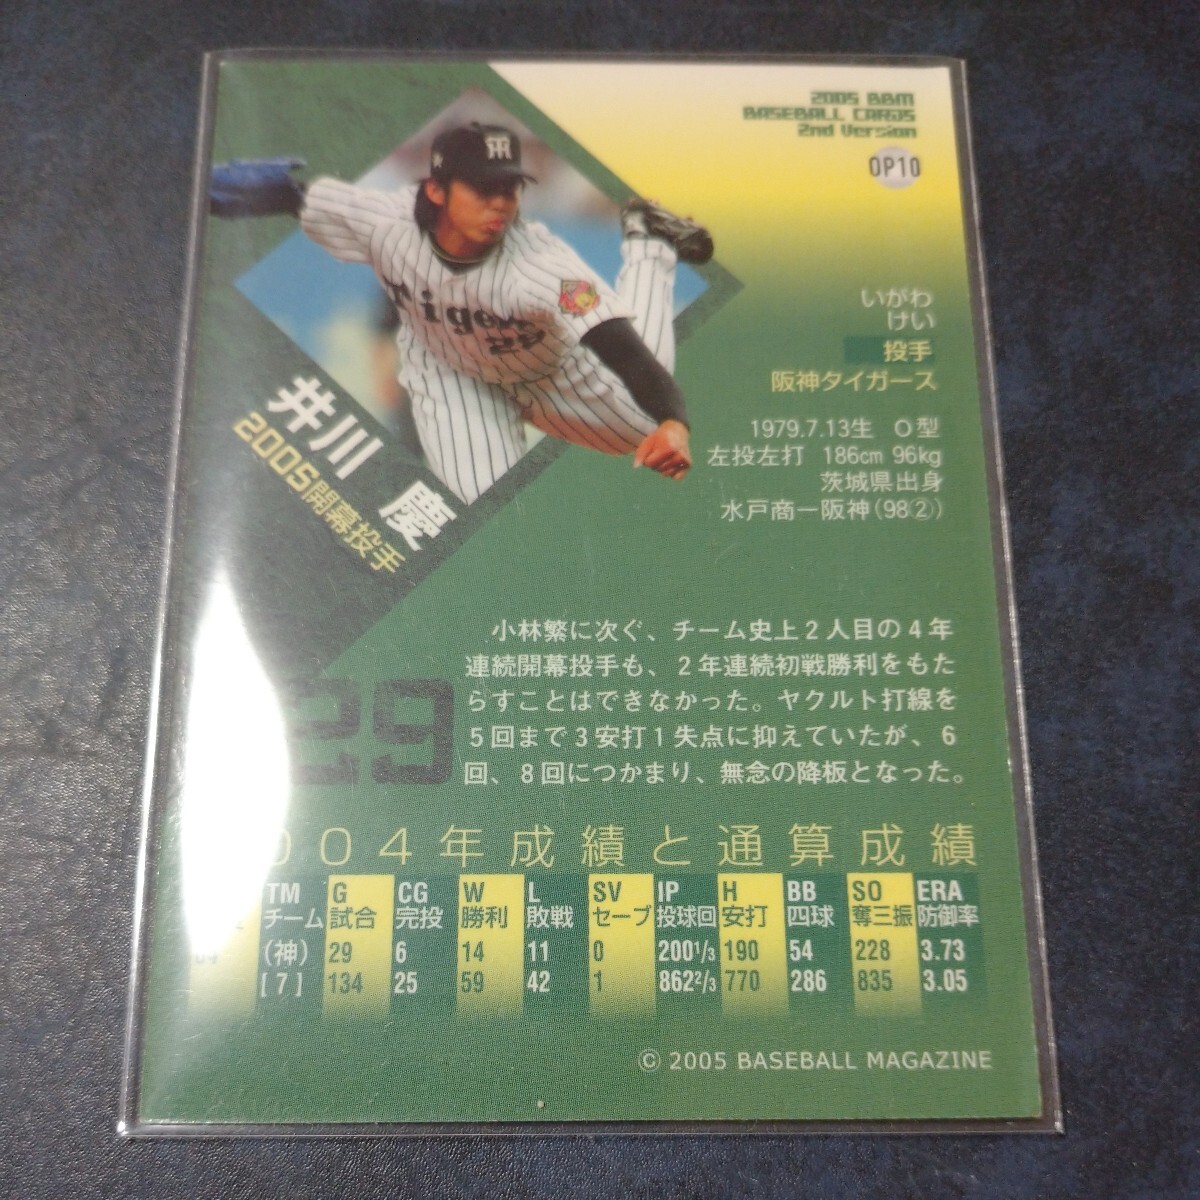 2005 BBM
BASEBALL CARDS
2nd Version
OP10
Tigers
29
いがわ
けい
投手
阪神タイガース
1979.7.13生 O型
左投左打 186cm 96kg
茨城県出身
水戸商ー阪神(98②)
井川 慶
2005開幕投手
29
小林繁に次ぐ、チーム史上2人目の4年
連続開幕投手も、2年連続初戦勝利をもた
らすことはできなかった。ヤクルト打線を
5回まで3安打1失点に抑えていたが、6
回、8回につかまり、無念の降板となった。
004年成績と通算成績
TM G CG W L SV IP H BB SO ERA
チーム 試合 完投 勝利 敗戦 セーブ 投球回 安打 四球 奪三振 防御率
04 (神) 29 6 14 11 0 200 1/3 190 54 228 3.73
[7] 134 25 59 42 1 862 2/3 770 286 835 3.05
© 2005 BASEBALL MAGAZINE